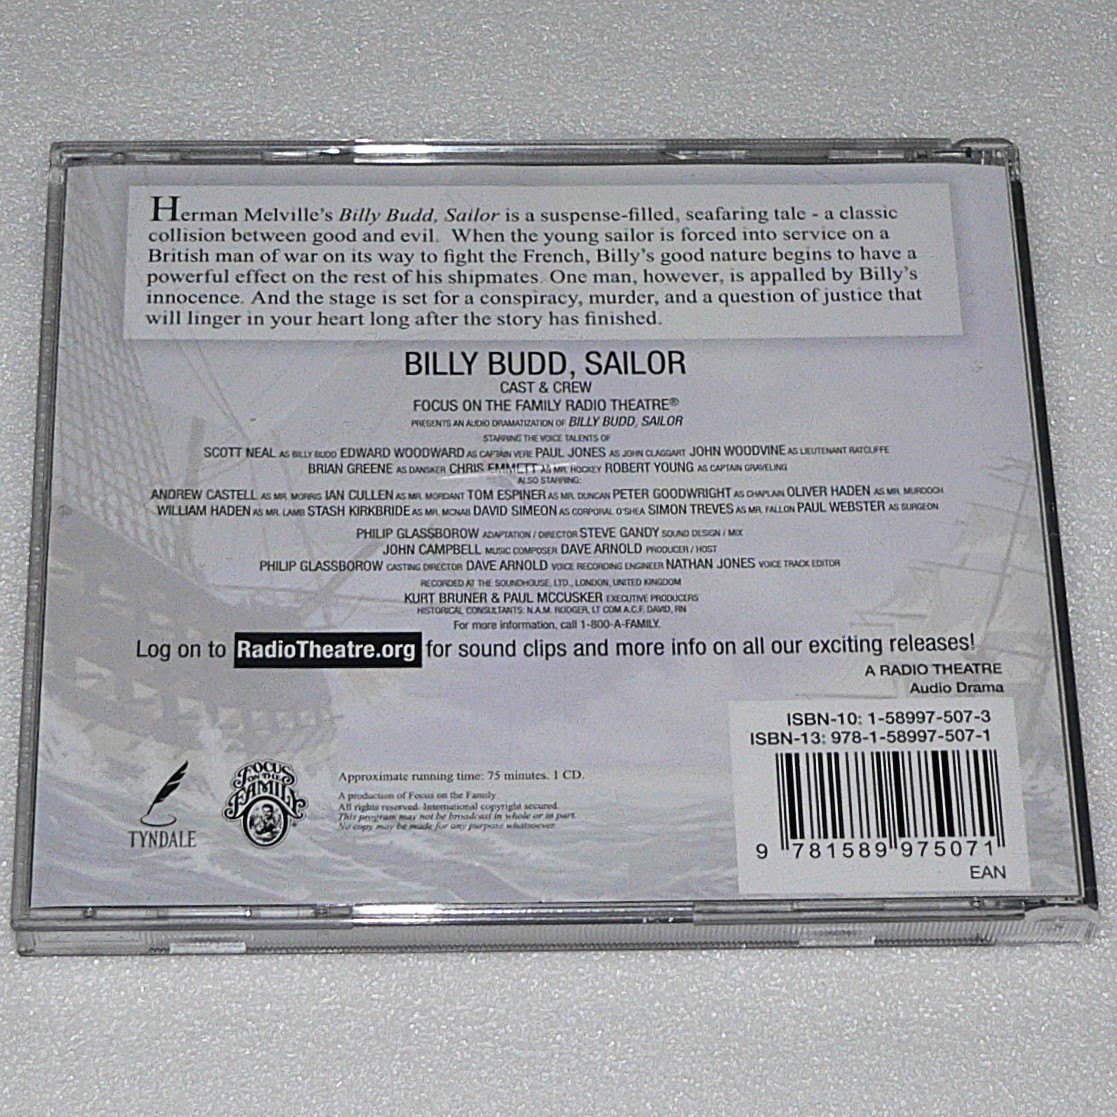 Herman Melville's Billy Budd, Sailor is a suspense-filled, seafaring tale - a classic
collision between good and evil. When the young sailor is forced into service on a
British man of war on its way to fight the French, Billy's good nature begins to have a
powerful effect on the rest of his shipmates. One man, however, is appalled by Billy's
innocence. And the stage is set for a conspiracy, murder, and a question of justice that
will linger in your heart long after the story has finished.
BILLY BUDD, SAILOR
CAST & CREW
FOCUS ON THE FAMILY RADIO THEATRE®
PRESENTS AN AUDIO DRAMATIZATION OF BILLY BUDD, SAILOR
STARRING THE VOICE TALENTS OF
SCOTT NEAL AS BILLY BUDD EDWARD WOODWARD AS CAPTAIN VERE PAUL JONES AS JOHN CLAGGART JOHN WOODVINE AS LIEUTENANT RATCLIFFE
BRIAN GREENE AS DANSKER CHRIS EMMETT AS MR. HOCKEY ROBERT YOUNG AS CAPTAIN GRAVELING
ALSO STARRING:
ANDREW CASTELL AS MR. MORRIS IAN CULLEN AS MR. MORDANT TOM ESPINER AS MR. DUNCAN PETER GOODWRIGHT AS CHAPLAIN OLIVER HADEN AS MR. MURDOCH
WILLIAM HADEN AS MR. LAMB STASH KIRKBRIDE AS MR. MCNAB DAVID SIMEON AS CORPORAL O'SHEA SIMON TREVES AS MR. FALLON PAUL WEBSTER AS SURGEON
PHILIP GLASSBOROW ADAPTATION / DIRECTOR STEVE GANDY SOUND DESIGN / MIX
JOHN CAMPBELL MUSIC COMPOSER DAVE ARNOLD PRODUCER / HOST
PHILIP GLASSBOROW CASTING DIRECTOR DAVE ARNOLD VOICE RECORDING ENGINEER NATHAN JONES VOICE TRACK EDITOR
RECORDED AT THE SOUNDHOUSE, LTD., LONDON, UNITED KINGDOM
KURT BRUNER & PAUL MCCUSKER EXECUTIVE PRODUCERS
HISTORICAL CONSULTANTS: N.A.M. RODGER, LT COM A.C.F. DAVID, RN
For more information, call 1-800-A-FAMILY.
Log on to RadioTheatre.org for sound clips and more info on all our exciting releases!
A RADIO THEATRE
Audio Drama
ISBN-10: 1-58997-507-3
ISBN-13: 978-1-58997-507-1
9 781589 975071
EAN
TYNDALE
FOCUS
ON THE
FAMILY
Approximate running time: 75 minutes. 1 CD.
A production of Focus on the Family
All rights reserved. International copyright secured.
This program may not be broadcast in whole or in part.
No copy may be made for any purpose whatsoever.